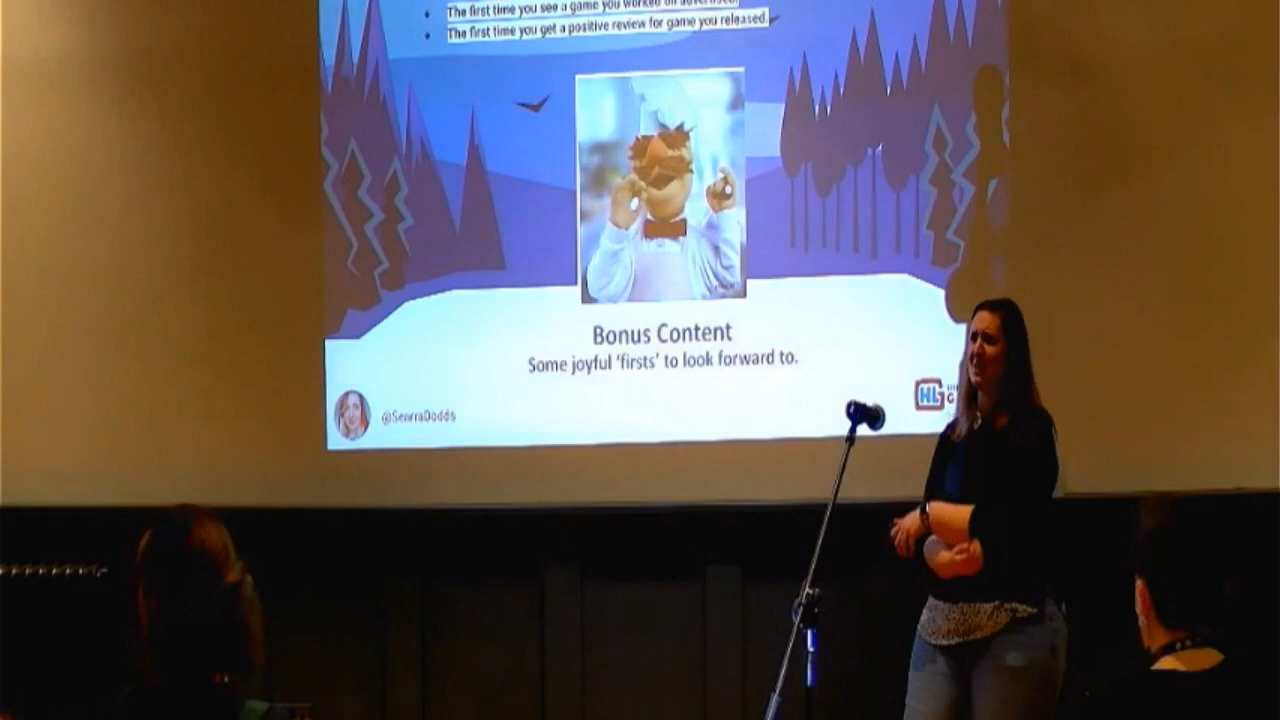 The first time you see a game you worked on advertised.
The first time you get a positive review for game you released.
Bonus Content
Some joyful 'firsts' to look forward to.
@SearraDodds
HL
G